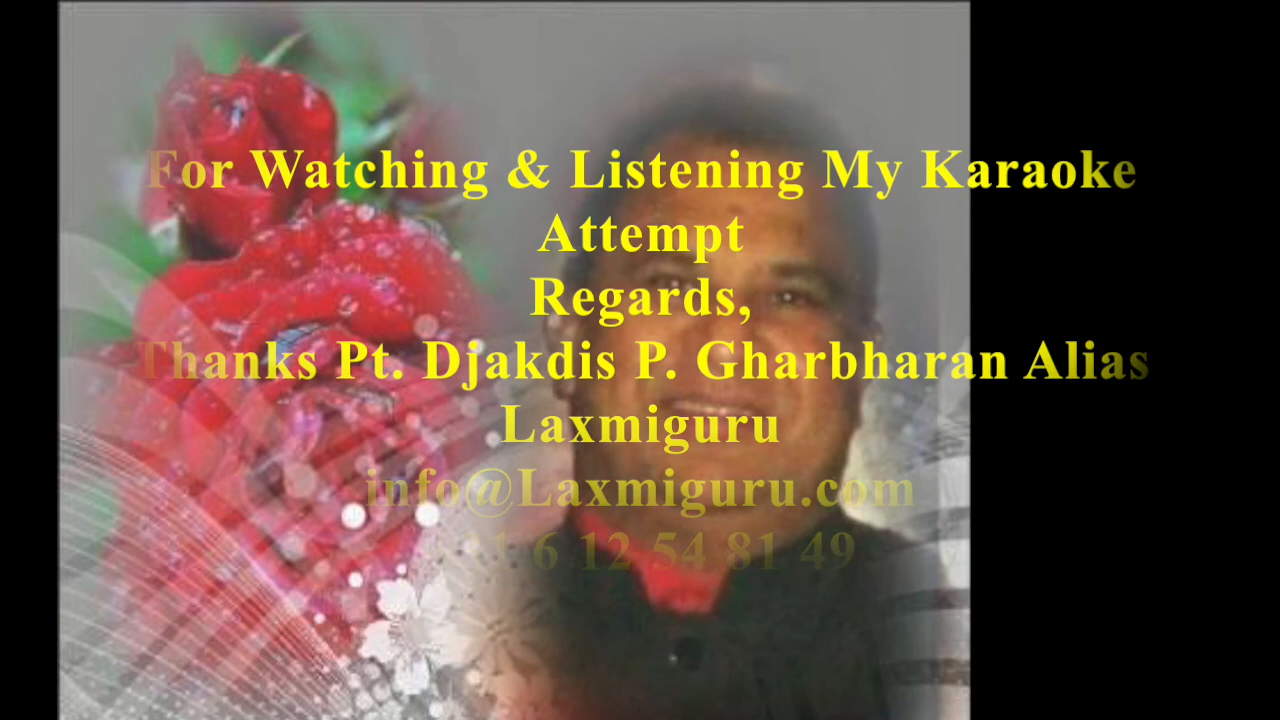 For Watching & Listening My Karaoke
Attempt
Regards,
Thanks Pt. Djakdis P. Gharbharan Alias
Laxmiguru
info@Laxmiguru.com
6 12 54 81 49